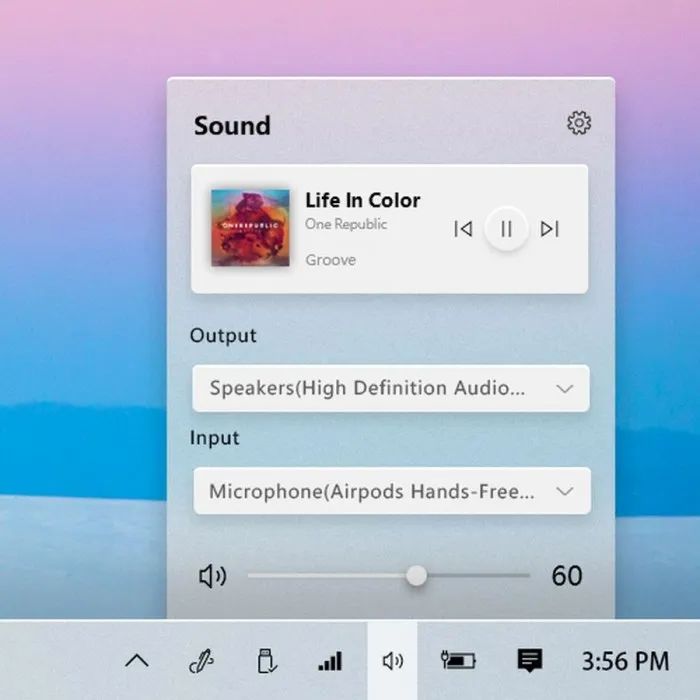 Sound
ONEREPUBLIC
Life In Color
One Republic
Groove
Output
Speakers(High Definition Audio...
Input
Microphone(Airpods Hands-Free...
60
3:56 PM